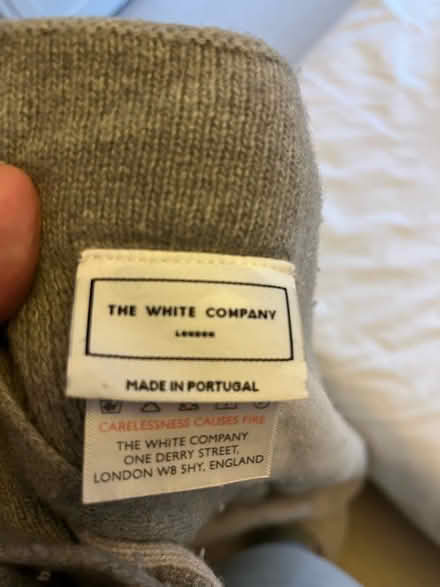 THE WHITE COMPANY
LONDON
MADE IN PORTUGAL
CARELESSNESS CAUSES FIRE
THE WHITE COMPANY
ONE DERRY STREET,
LONDON W8 5HY. ENGLAND